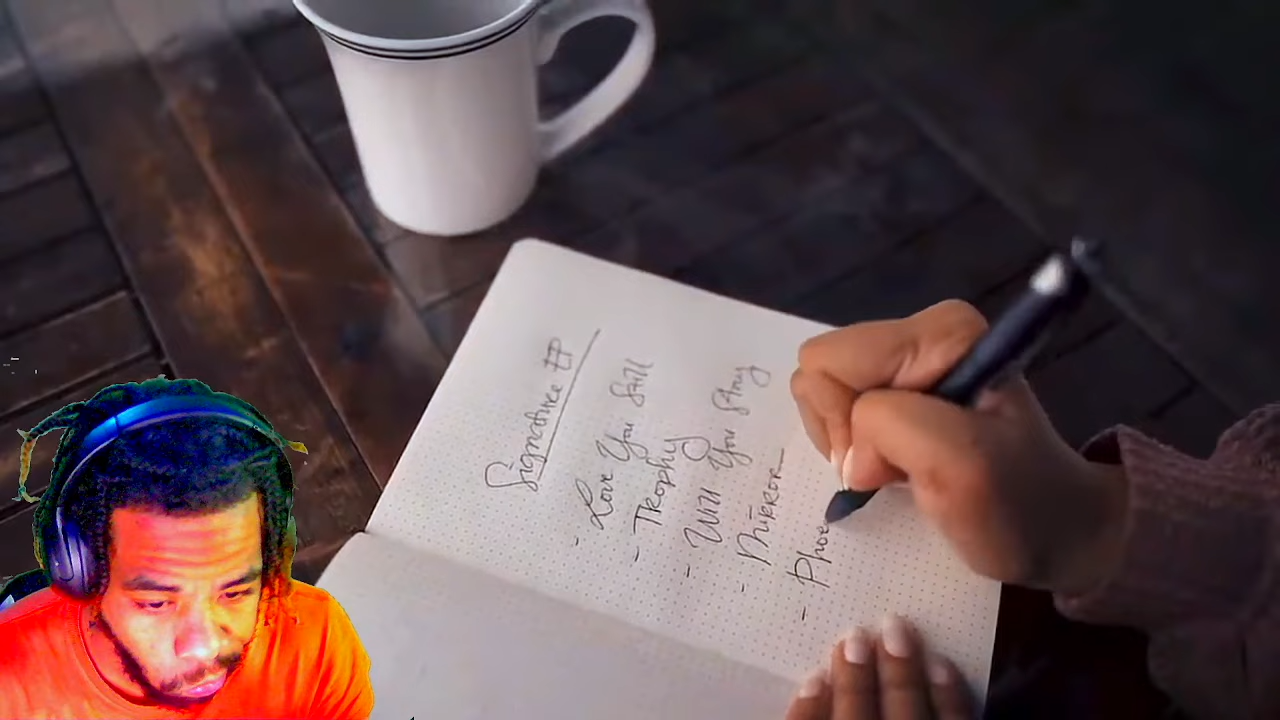 Signature EP
- Love You Still
- Trophy
- Will You Stay
- Mirror
- Phoe